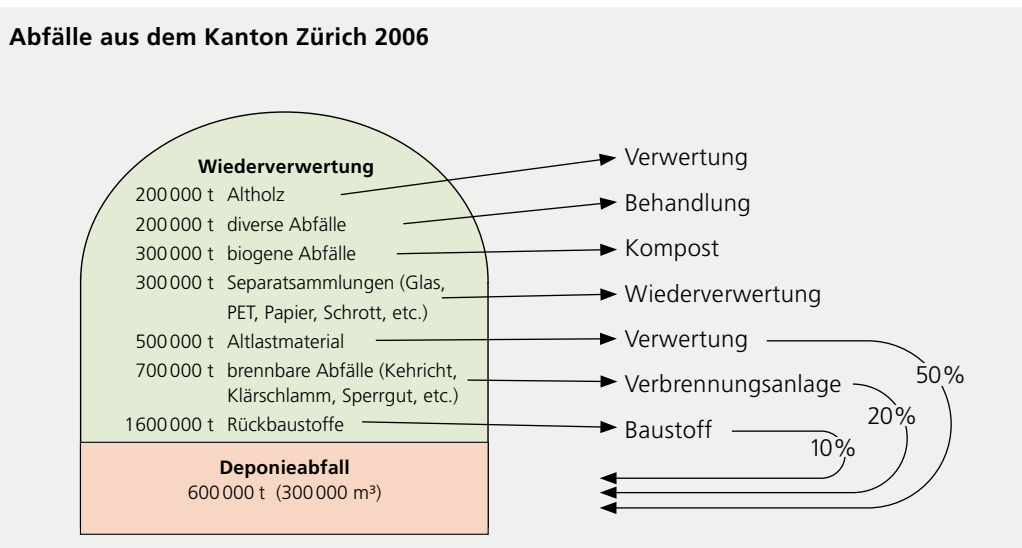 Abfälle aus dem Kanton Zürich 2006
Wiederverwertung
200 000 t Altholz
200 000 t diverse Abfälle
300 000 t biogene Abfälle
300 000 t Separatsammlungen (Glas,
PET, Papier, Schrott, etc.)
500 000 t Altlastmaterial
700 000 t brennbare Abfälle (Kehricht,
Klärschlamm, Sperrgut, etc.)
1600 000 t Rückbaustoffe
Deponieabfall
600 000 t (300 000 m³)
Verwertung
Behandlung
Kompost
Wiederverwertung
Verwertung
Verbrennungsanlage
Baustoff
50%
20%
10%